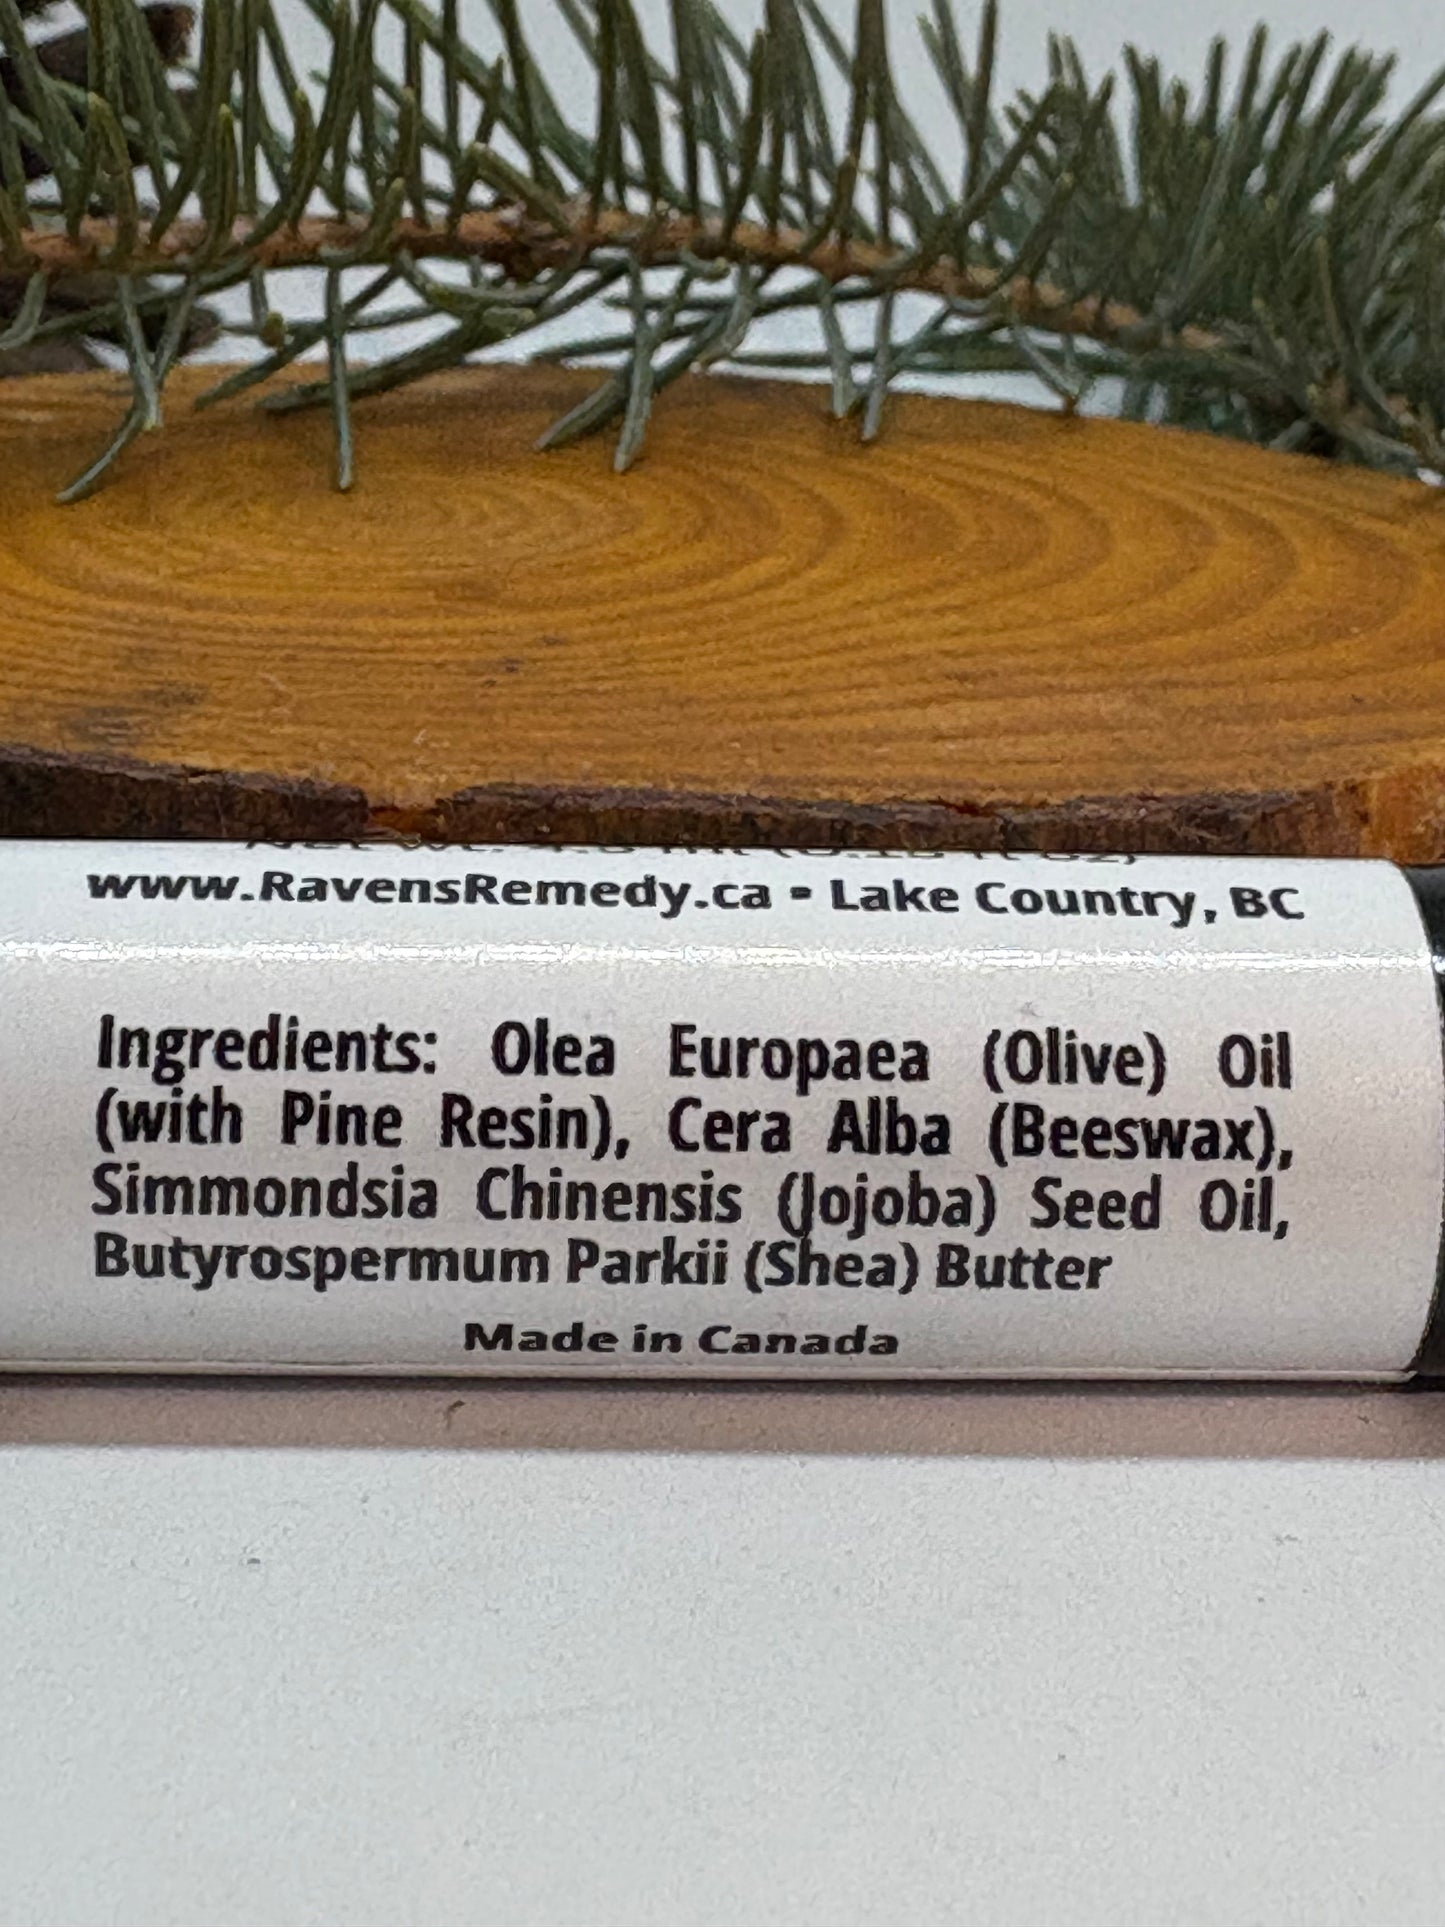 www.RavensRemedy.ca ▪ Lake Country, BC
Ingredients: Olea Europaea (Olive) Oil
(with Pine Resin), Cera Alba (Beeswax),
Simmondsia Chinensis (Jojoba) Seed Oil,
Butyrospermum Parkii (Shea) Butter
Made in Canada